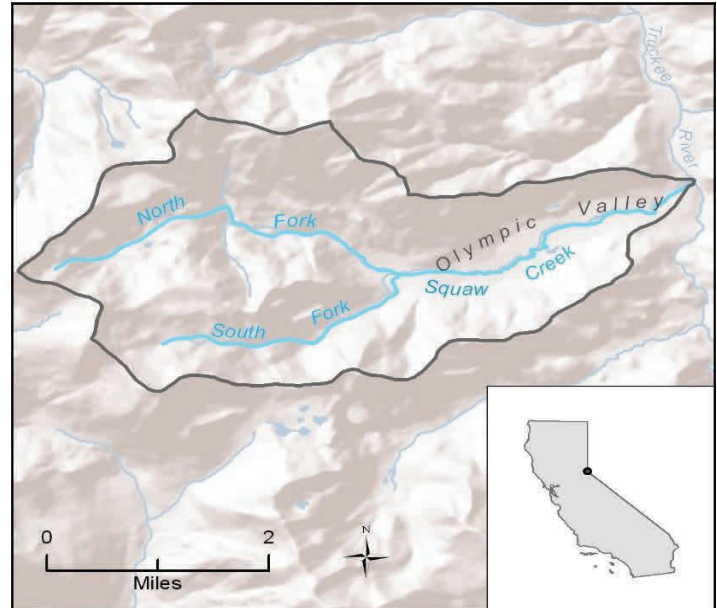 Truckee
River
North
Fork
Olympic Valley
Squaw Creek
South Fork
0 2
Miles
N